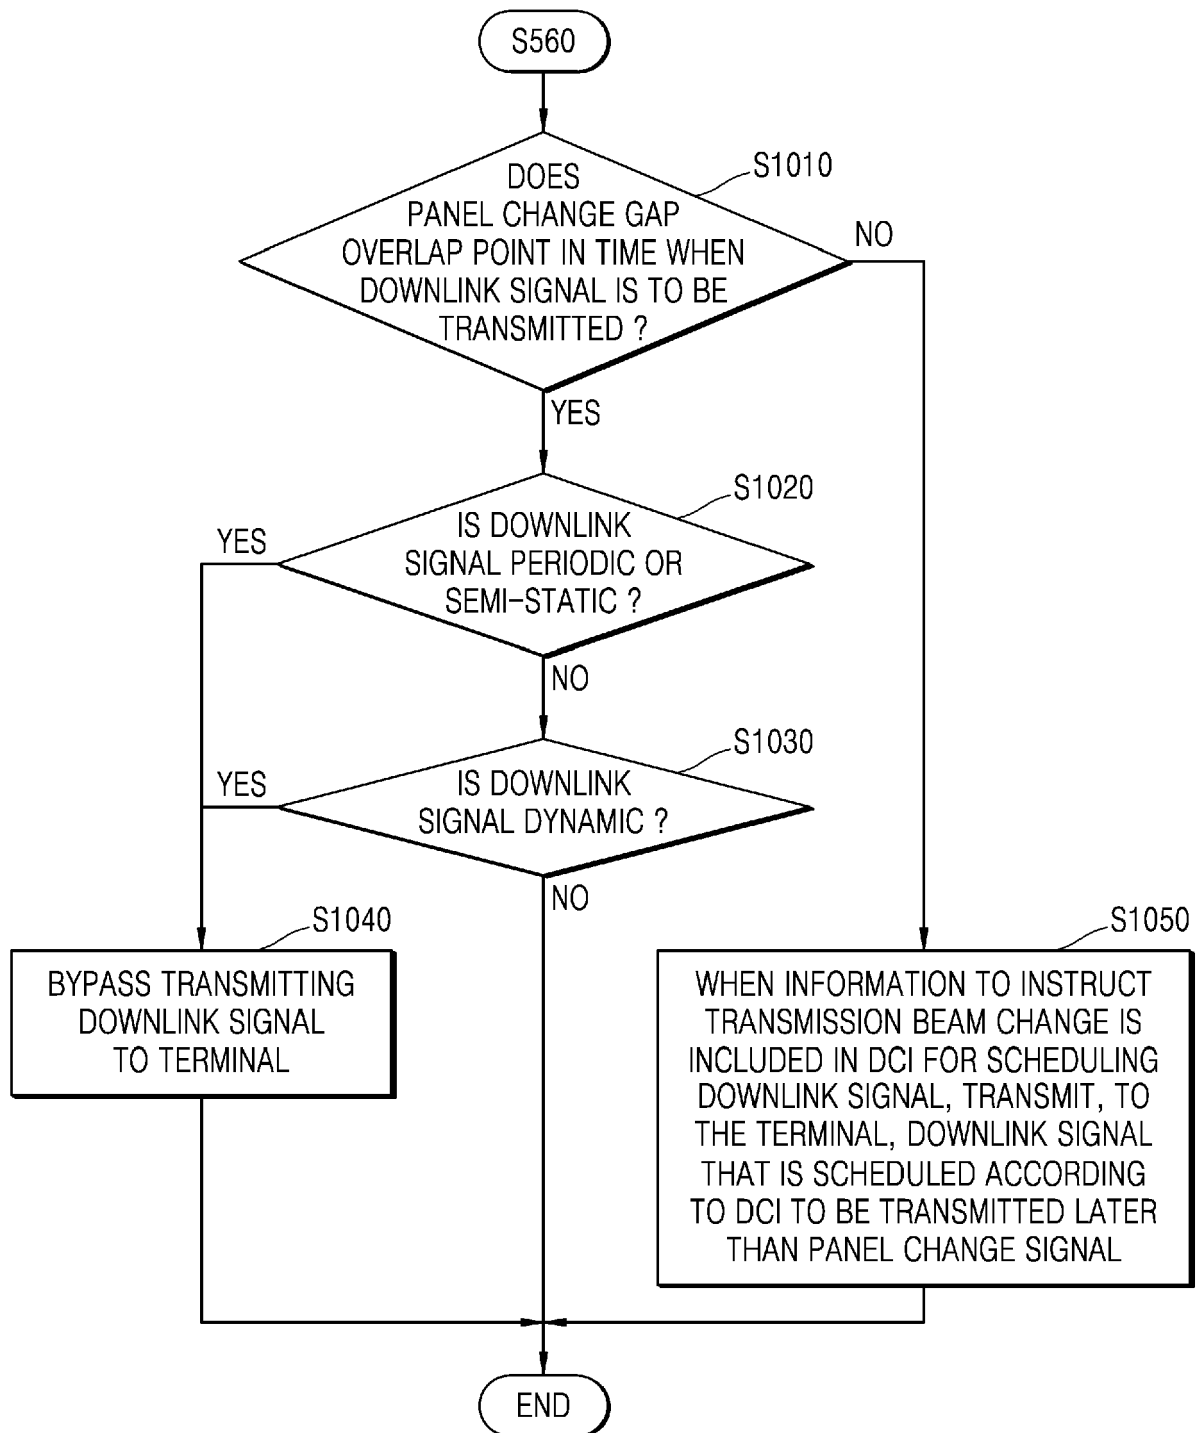 S560
S1010
DOES
PANEL CHANGE GAP
OVERLAP POINT IN TIME WHEN
DOWNLINK SIGNAL IS TO BE
TRANSMITTED ?
NO
YES
S1020
YES
IS DOWNLINK
SIGNAL PERIODIC OR
SEMI-STATIC ?
NO
S1030
YES
IS DOWNLINK
SIGNAL DYNAMIC ?
NO
S1040
BYPASS TRANSMITTING
DOWNLINK SIGNAL
TO TERMINAL
S1050
WHEN INFORMATION TO INSTRUCT
TRANSMISSION BEAM CHANGE IS
INCLUDED IN DCI FOR SCHEDULING
DOWNLINK SIGNAL, TRANSMIT, TO
THE TERMINAL, DOWNLINK SIGNAL
THAT IS SCHEDULED ACCORDING
TO DCI TO BE TRANSMITTED LATER
THAN PANEL CHANGE SIGNAL
END